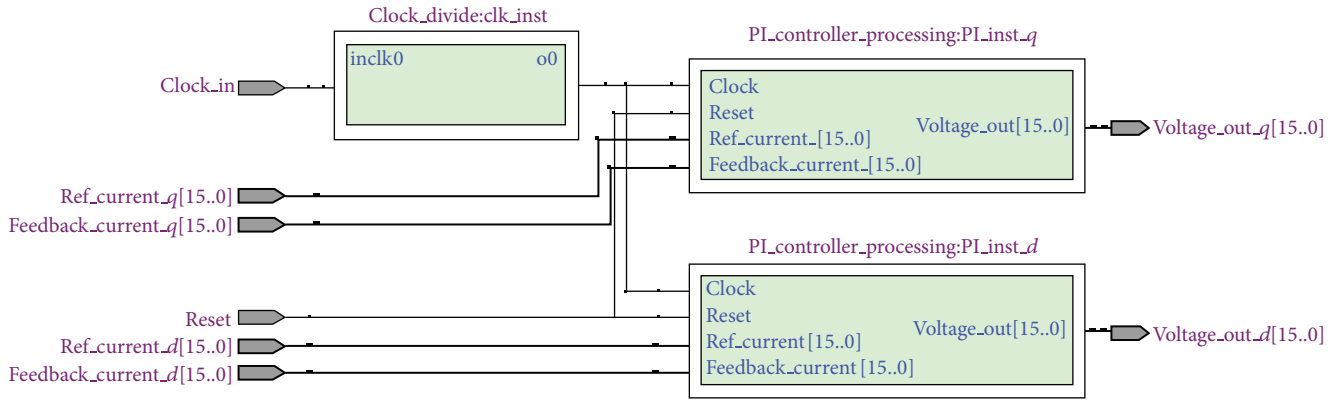 Clock_divide:clk_inst
inclk0 o0
Clock_in
PI_controller_processing:PI_inst_q
Clock
Reset
Ref_current_[15..0]
Feedback_current_[15..0]
Voltage_out[15..0]
Voltage_out_q[15..0]
Ref_current_q[15..0]
Feedback_current_q[15..0]
PI_controller_processing:PI_inst_d
Clock
Reset
Ref_current[15..0]
Feedback_current[15..0]
Voltage_out[15..0]
Voltage_out_d[15..0]
Reset
Ref_current_d[15..0]
Feedback_current_d[15..0]